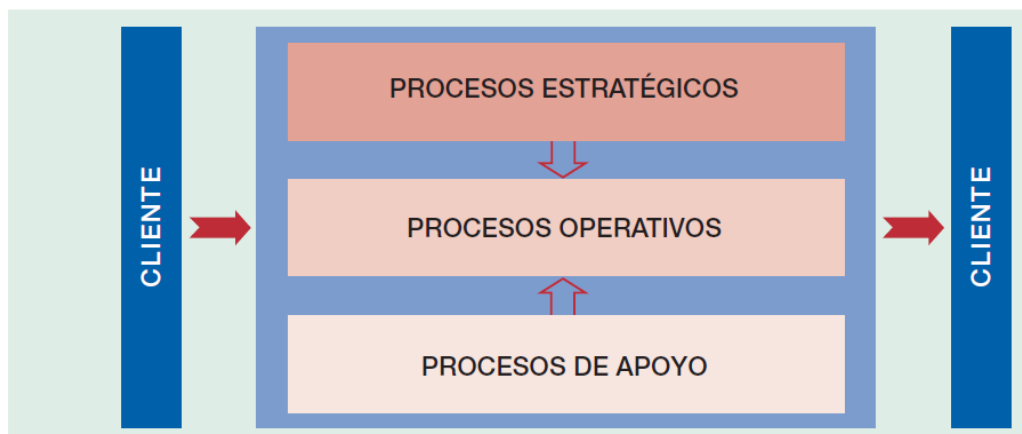 CLIENTE
PROCESOS ESTRATÉGICOS
PROCESOS OPERATIVOS
PROCESOS DE APOYO
CLIENTE